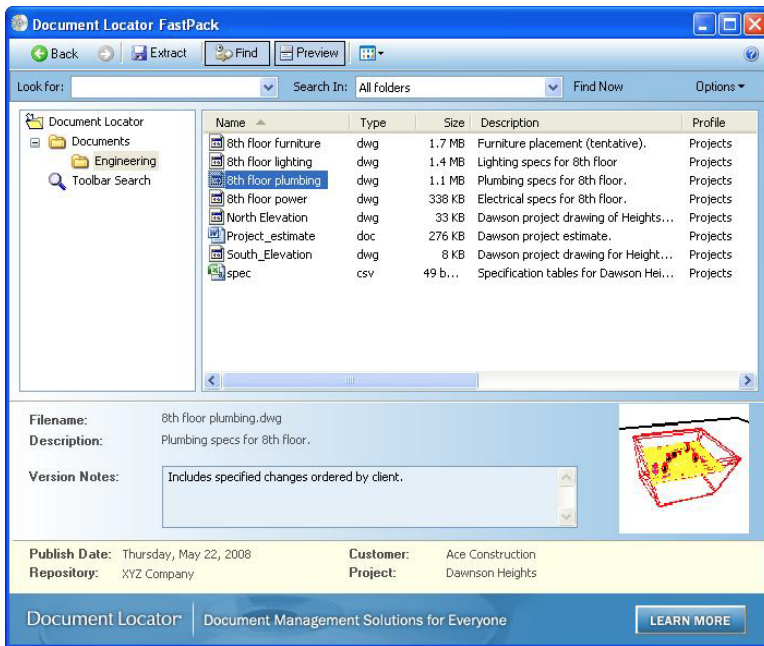 Document Locator FastPack
Back Extract Find Preview
Look for: Search In: All folders Find Now Options
Document Locator
Documents
Engineering
Toolbar Search
Name Type Size Description Profile
8th floor furniture dwg 1.7 MB Furniture placement (tentative). Projects
8th floor lighting dwg 1.4 MB Lighting specs for 8th floor Projects
8th floor plumbing dwg 1.1 MB Plumbing specs for 8th floor. Projects
8th floor power dwg 338 KB Electrical specs for 8th floor. Projects
North Elevation dwg 33 KB Dawson project drawing of Heights... Projects
Project_estimate doc 276 KB Dawson project estimate. Projects
South_Elevation dwg 8 KB Dawson project drawing for Height... Projects
spec csv 49 b... Specification tables for Dawson Hei... Projects
Filename: 8th floor plumbing.dwg
Description: Plumbing specs for 8th floor.
Version Notes: Includes specified changes ordered by client.
Publish Date: Thursday, May 22, 2008 Customer: Ace Construction
Repository: XYZ Company Project: Dawnson Heights
Document Locator Document Management Solutions for Everyone LEARN MORE